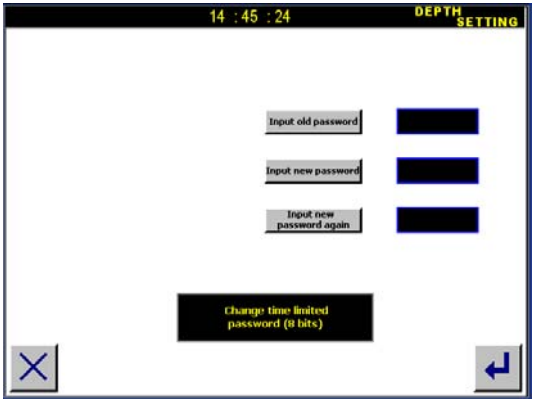 14 : 45 : 24
DEPTH
SETTING
Input old password
Input new password
Input new
password again
Change time limited
password (8 bits)